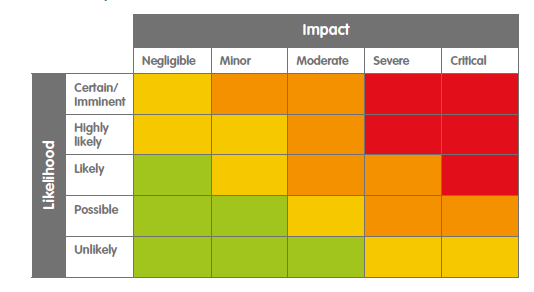 Impact
Negligible Minor Moderate Severe Critical
Likelihood
Certain/
Imminent
Highly
likely
Likely
Possible
Unlikely